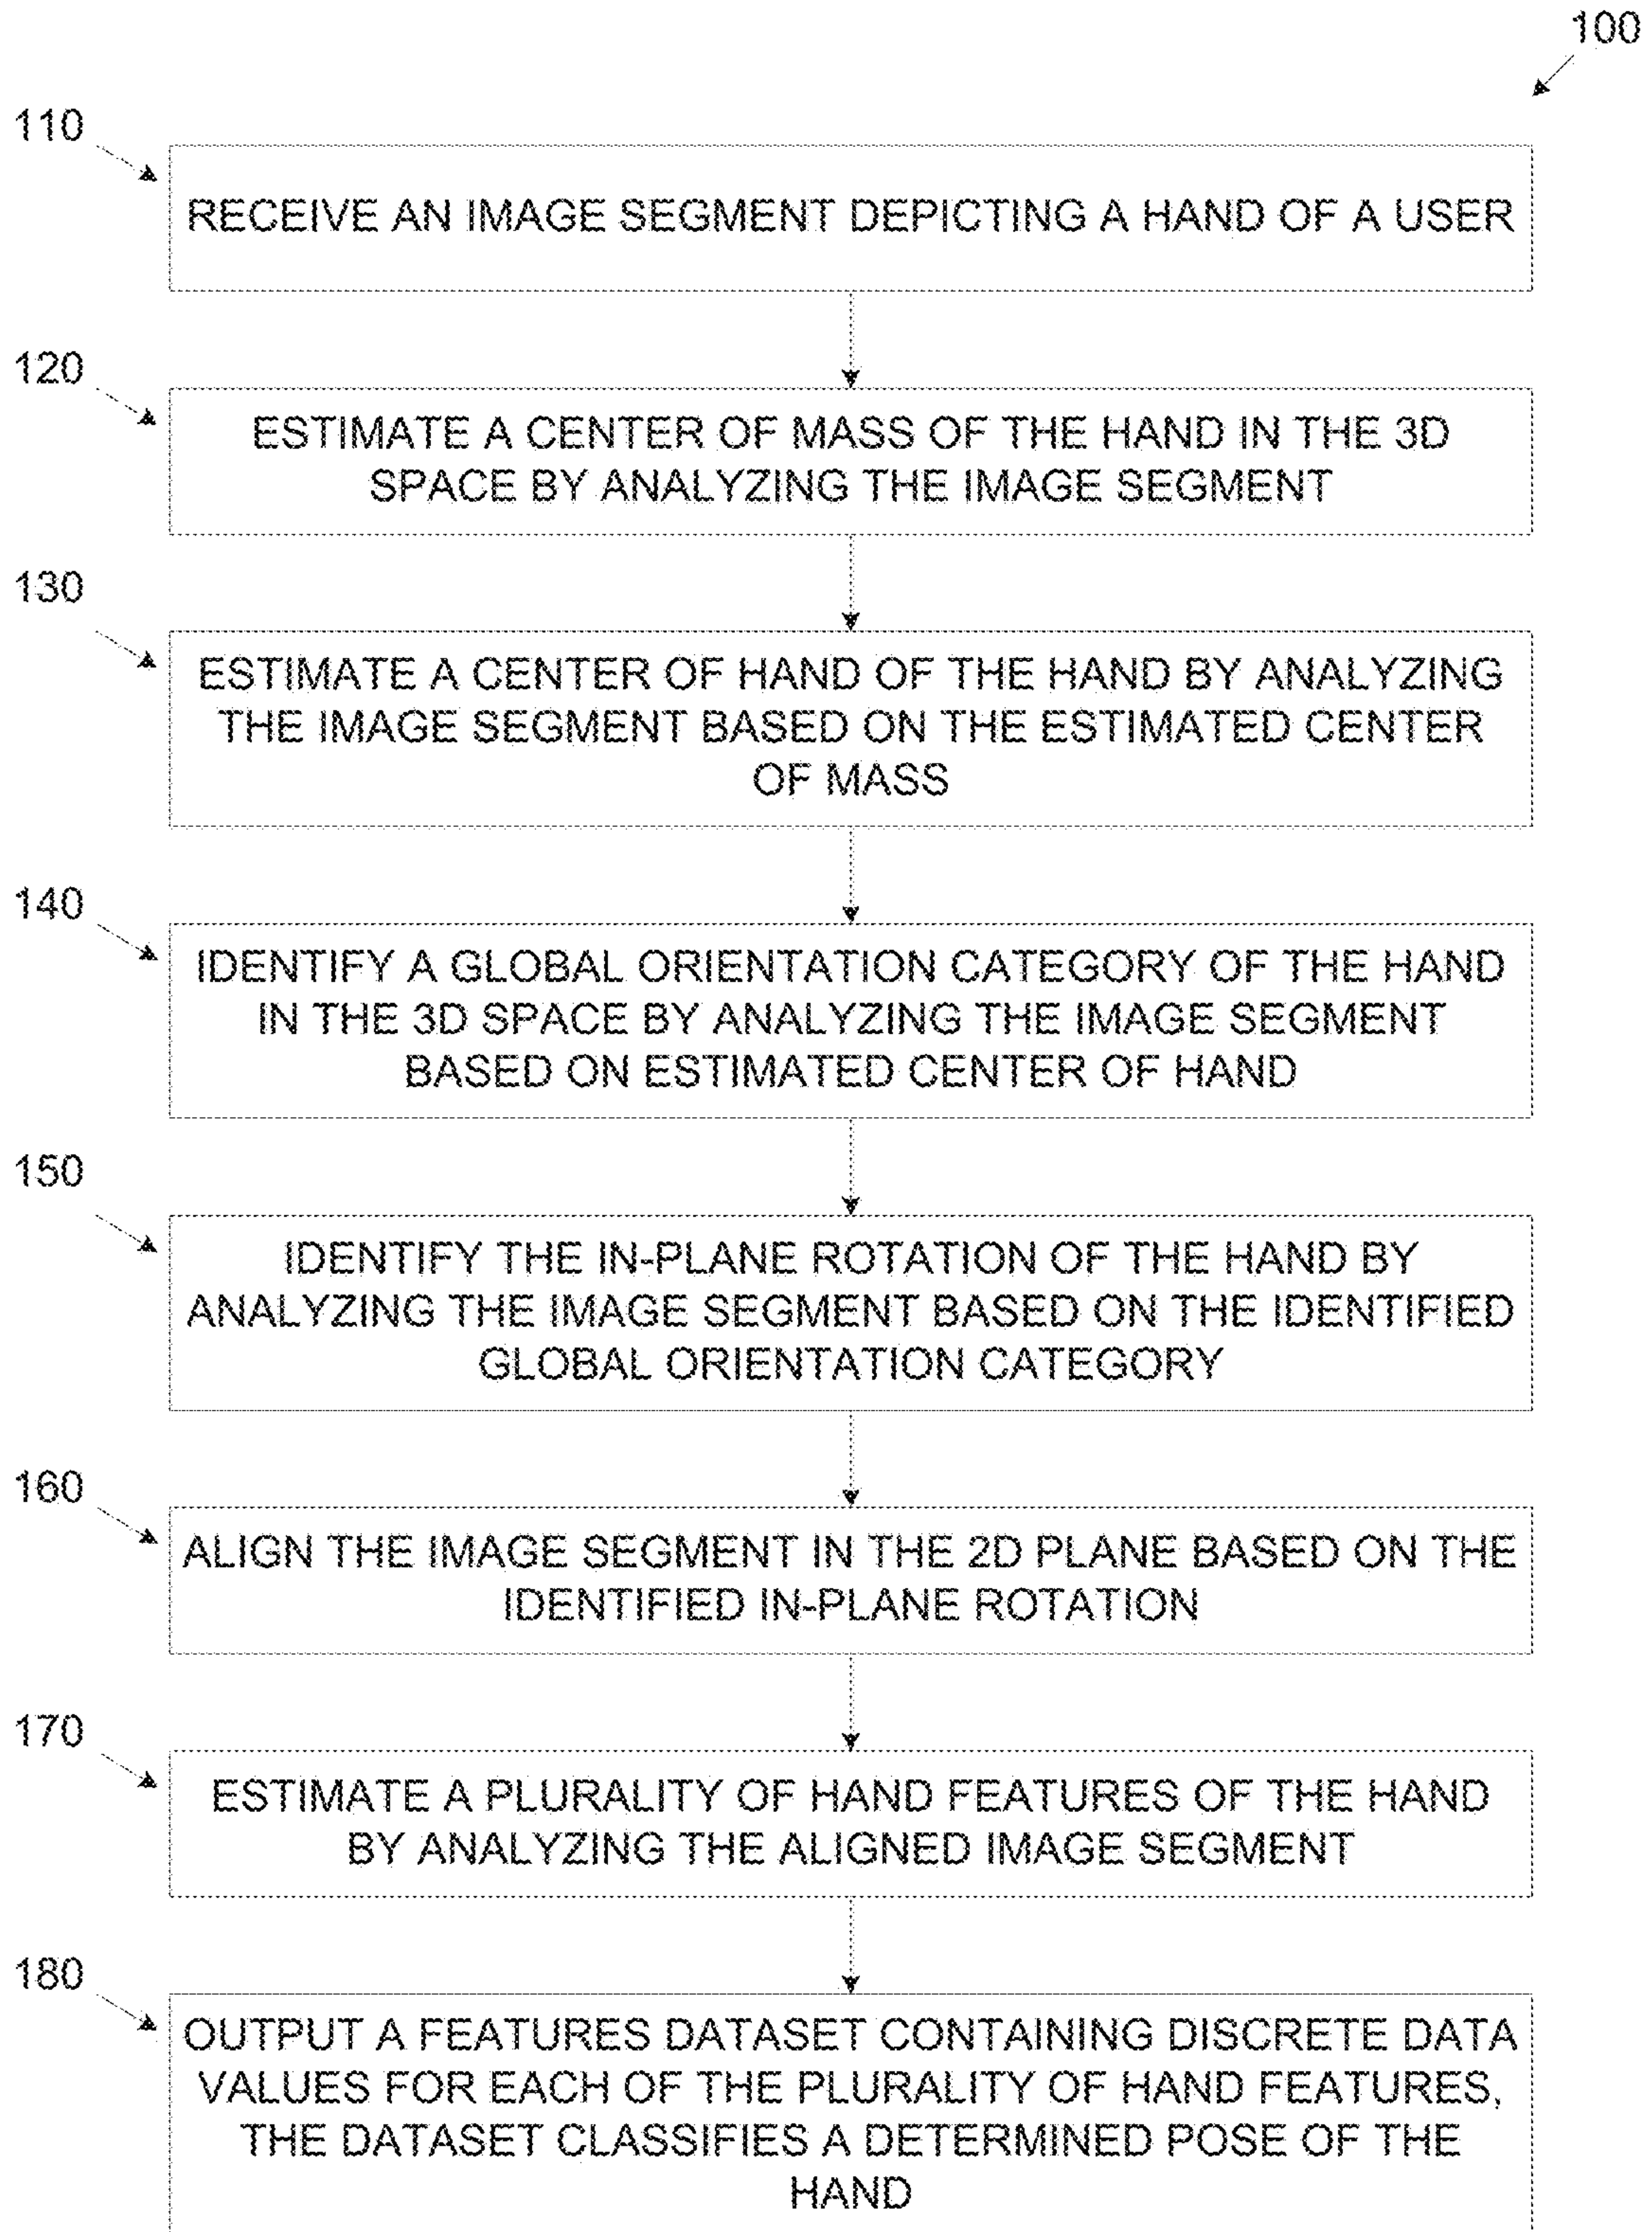 100
110
RECEIVE AN IMAGE SEGMENT DEPICTING A HAND OF A USER
120
ESTIMATE A CENTER OF MASS OF THE HAND IN THE 3D
SPACE BY ANALYZING THE IMAGE SEGMENT
130
ESTIMATE A CENTER OF HAND OF THE HAND BY ANALYZING
THE IMAGE SEGMENT BASED ON THE ESTIMATED CENTER
OF MASS
140
IDENTIFY A GLOBAL ORIENTATION CATEGORY OF THE HAND
IN THE 3D SPACE BY ANALYZING THE IMAGE SEGMENT
BASED ON ESTIMATED CENTER OF HAND
150
IDENTIFY THE IN-PLANE ROTATION OF THE HAND BY
ANALYZING THE IMAGE SEGMENT BASED ON THE IDENTIFIED
GLOBAL ORIENTATION CATEGORY
160
ALIGN THE IMAGE SEGMENT IN THE 2D PLANE BASED ON THE
IDENTIFIED IN-PLANE ROTATION
170
ESTIMATE A PLURALITY OF HAND FEATURES OF THE HAND
BY ANALYZING THE ALIGNED IMAGE SEGMENT
180
OUTPUT A FEATURES DATASET CONTAINING DISCRETE DATA
VALUES FOR EACH OF THE PLURALITY OF HAND FEATURES,
THE DATASET CLASSIFIES A DETERMINED POSE OF THE
HAND